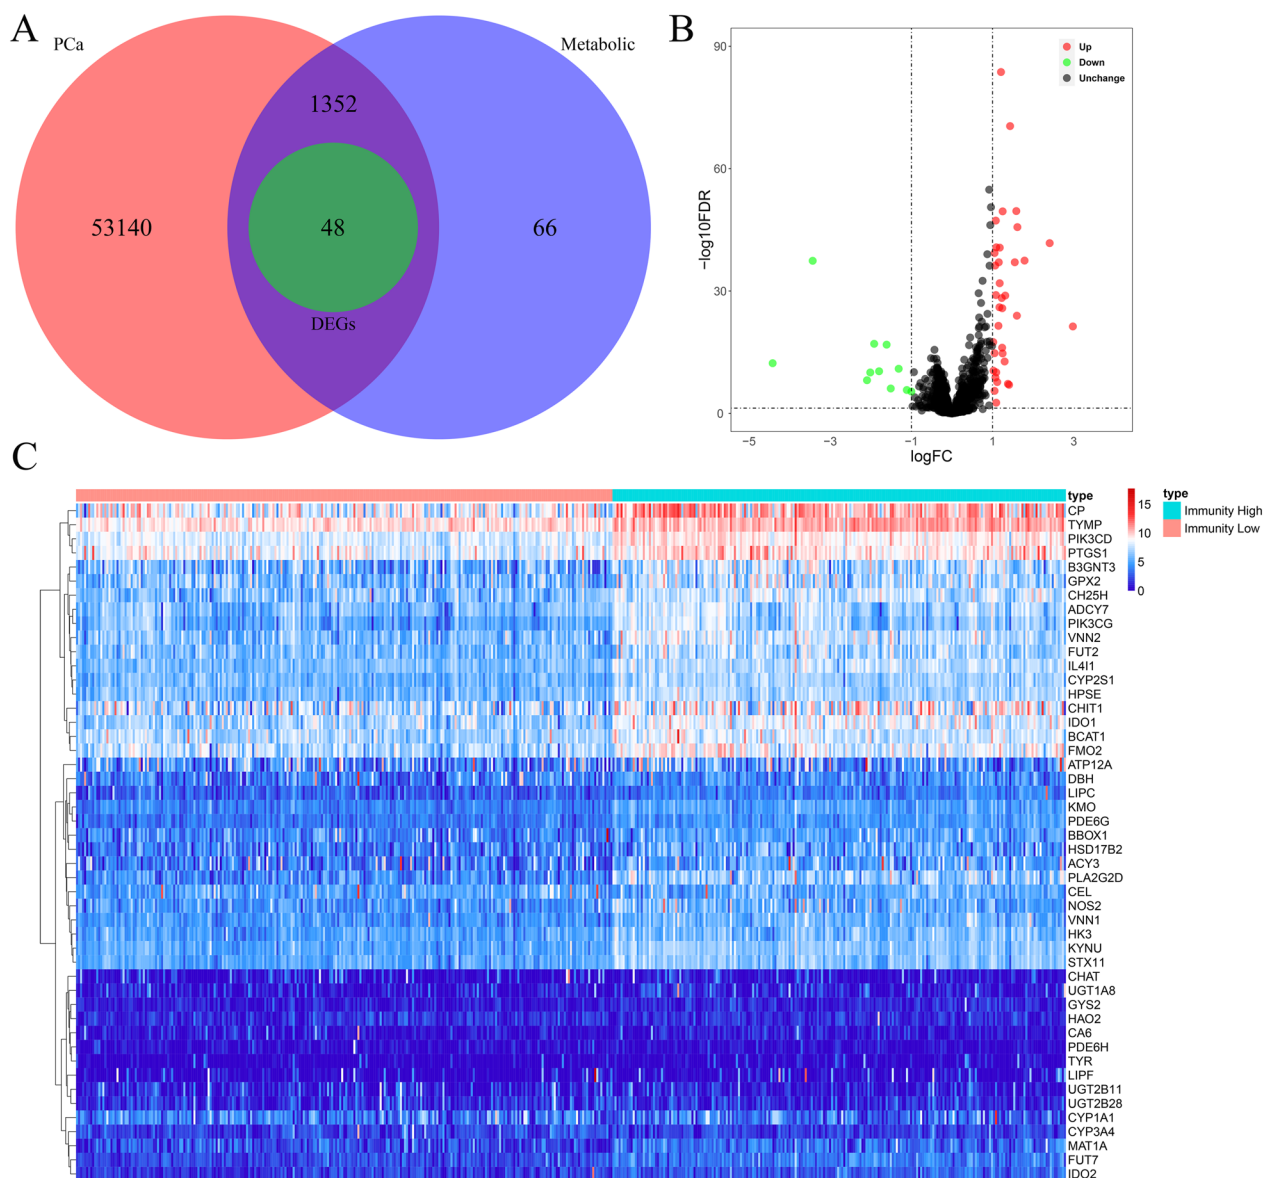 A
PCa
Metabolic
1352
53140
48
66
DEGs
B
Up
Down
Unchange
90
60
30
0
−log10FDR
−5
−3
−1
1
3
logFC
C
type
CP
TYMP
PIK3CD
PTGS1
B3GNT3
GPX2
CH25H
ADCY7
PIK3CG
VNN2
FUT2
IL4I1
CYP2S1
HPSE
CHIT1
IDO1
BCAT1
FMO2
ATP12A
DBH
LIPC
KMO
PDE6G
BBOX1
HSD17B2
ACY3
PLA2G2D
CEL
NOS2
VNN1
HK3
KYNU
STX11
CHAT
UGT1A8
GYS2
HAO2
CA6
PDE6H
TYR
LIPF
UGT2B11
UGT2B28
CYP1A1
CYP3A4
MAT1A
FUT7
IDO2
15
10
5
0
type
Immunity High
Immunity Low